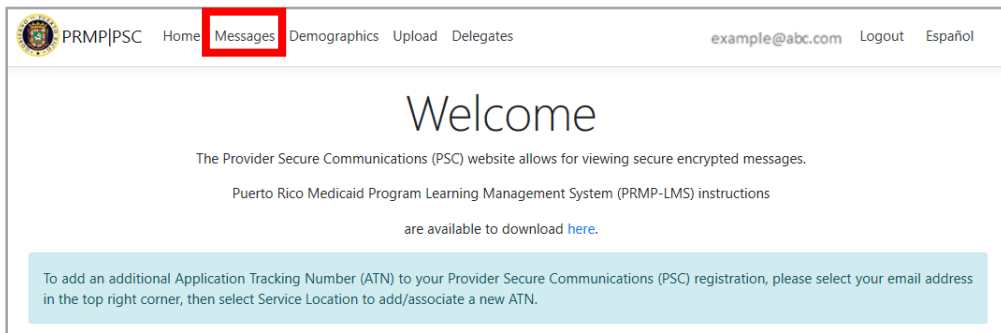 PRMP|PSC Home Messages Demographics Upload Delegates example@abc.com Logout Español
Welcome
The Provider Secure Communications (PSC) website allows for viewing secure encrypted messages.
Puerto Rico Medicaid Program Learning Management System (PRMP-LMS) instructions
are available to download here.
To add an additional Application Tracking Number (ATN) to your Provider Secure Communications (PSC) registration, please select your email address
in the top right corner, then select Service Location to add/associate a new ATN.